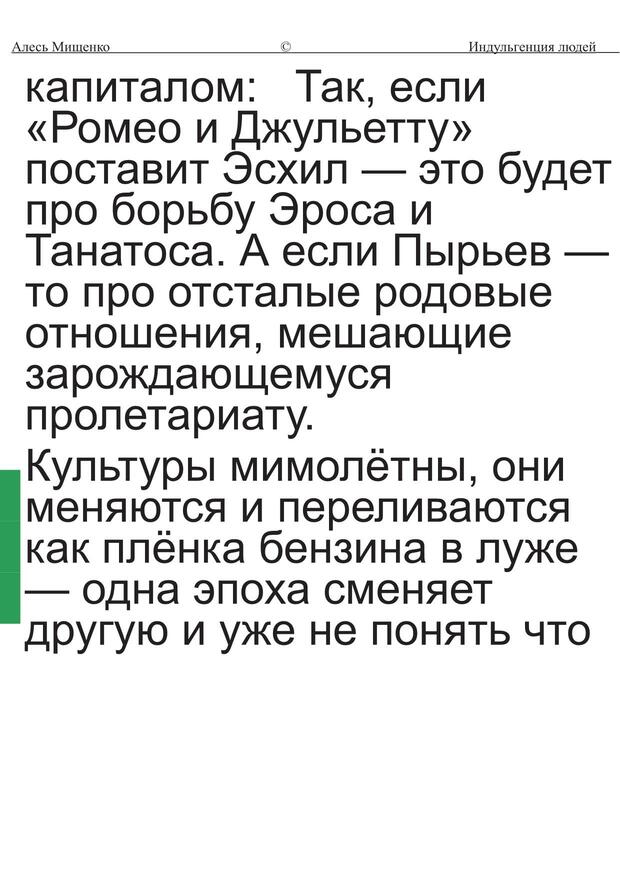 Алесь Мищенко © Индульгенция людей
капиталом: Так, если
«Ромео и Джульетту»
поставит Эсхил — это будет
про борьбу Эроса и
Танатоса. А если Пырьев —
то про отсталые родовые
отношения, мешающие
зарождающемуся
пролетариату.
Культуры мимолётны, они
меняются и переливаются
как плёнка бензина в луже
— одна эпоха сменяет
другую и уже не понять что